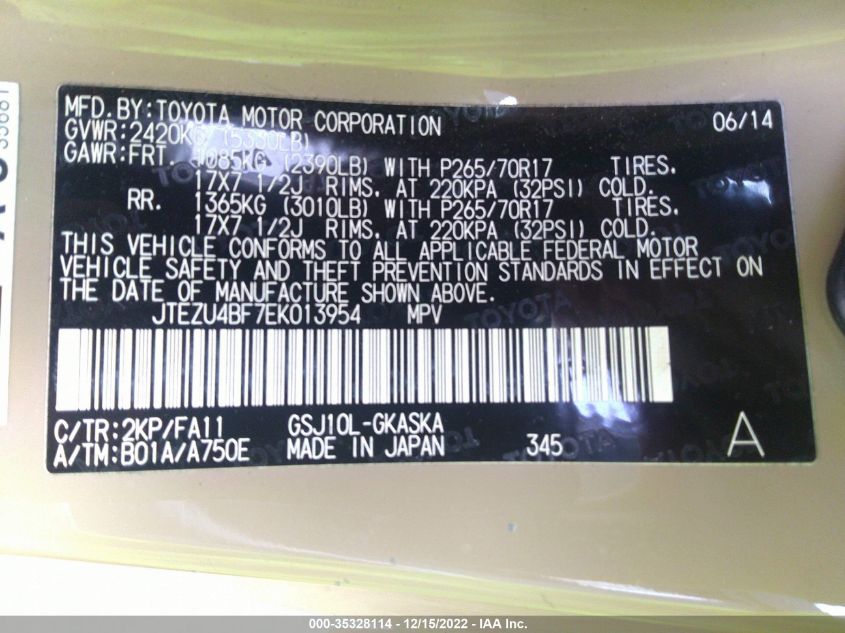 MFD. BY: TOYOTA MOTOR CORPORATION 06/14
GVWR: 2420KG (5330LB)
GAWR: FRT. 1085KG (2390LB) WITH P265/70R17 TIRES.
17X7 1/2J RIMS. AT 220KPA (32PSI) COLD.
RR. 1365KG (3010LB) WITH P265/70R17 TIRES.
17X7 1/2J RIMS. AT 220KPA (32PSI) COLD.
THIS VEHICLE CONFORMS TO ALL APPLICABLE FEDERAL MOTOR
VEHICLE SAFETY AND THEFT PREVENTION STANDARDS IN EFFECT ON
THE DATE OF MANUFACTURE SHOWN ABOVE.
JTEZU4BF7EK013954 MPV
C/TR: 2KP/FA11 GSJ10L-GKASKA
A/TM: B01A/A750E MADE IN JAPAN 345 A
000-35328114 - 12/15/2022 - IAA Inc.